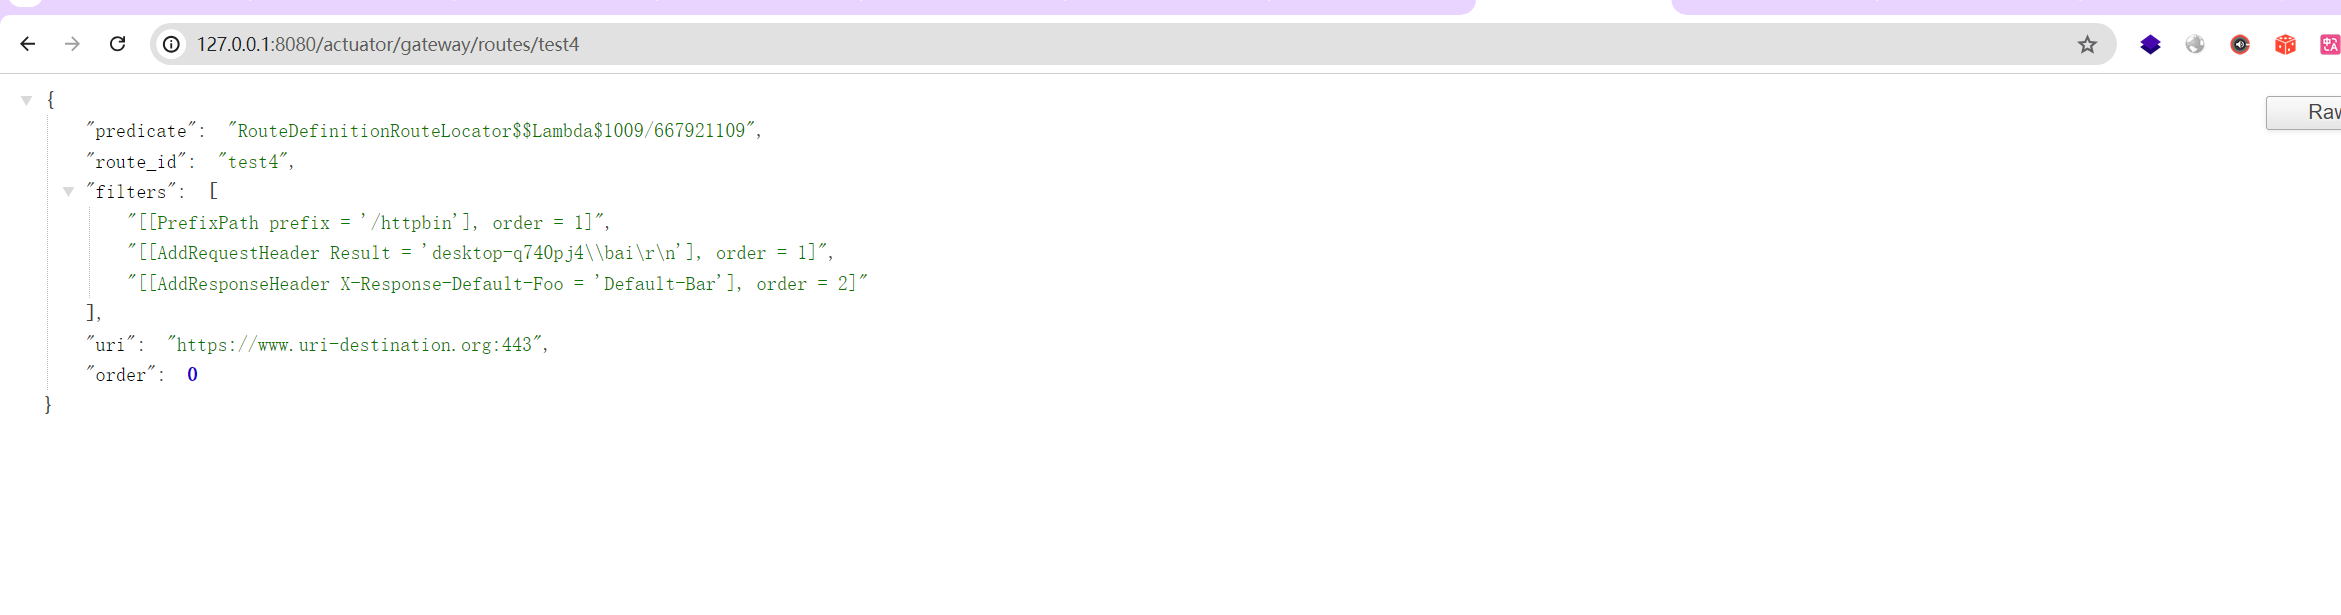 127.0.0.1:8080/actuator/gateway/routes/test4
{
"predicate": "RouteDefinitionRouteLocator$$Lambda$1009/667921109",
"route_id": "test4",
"filters": [
"[[PrefixPath prefix = '/httpbin'], order = 1]",
"[[AddRequestHeader Result = 'desktop-q740pj4\\bai\r\n'], order = 1]",
"[[AddResponseHeader X-Response-Default-Foo = 'Default-Bar'], order = 2]"
],
"uri": "https://www.uri-destination.org:443",
"order": 0
}
Raw